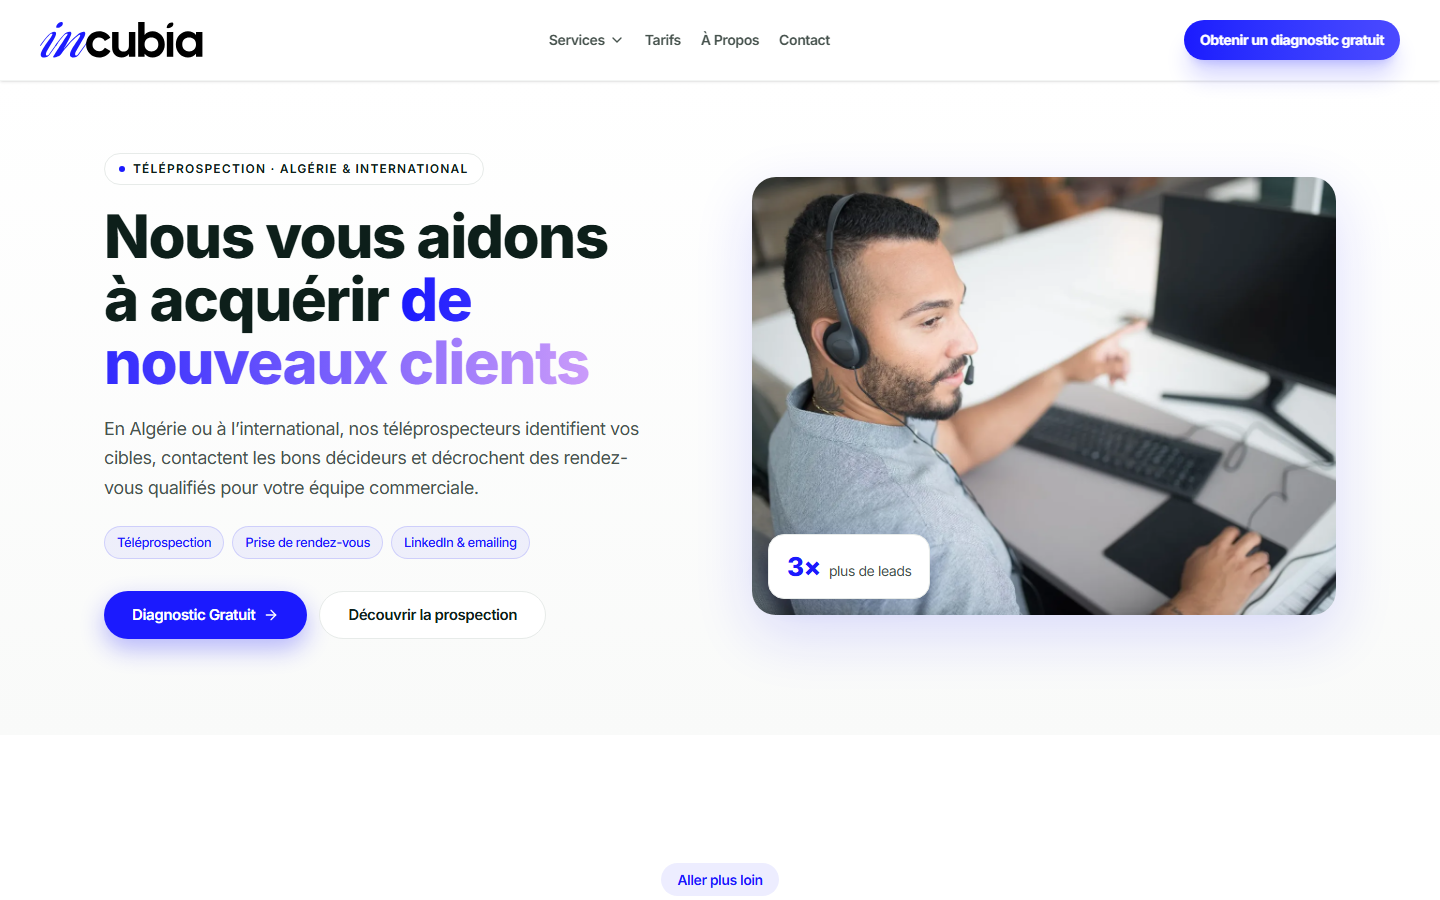 incubia
Services
Tarifs
À Propos
Contact
Obtenir un diagnostic gratuit
TÉLÉPROSPECTION · ALGÉRIE & INTERNATIONAL
Nous vous aidons
à acquérir de
nouveaux clients
En Algérie ou à l’international, nos téléprospecteurs identifient vos
cibles, contactent les bons décideurs et décrochent des rendez-
vous qualifiés pour votre équipe commerciale.
Téléprospection
Prise de rendez-vous
LinkedIn & emailing
Diagnostic Gratuit →
Découvrir la prospection
3× plus de leads
Aller plus loin